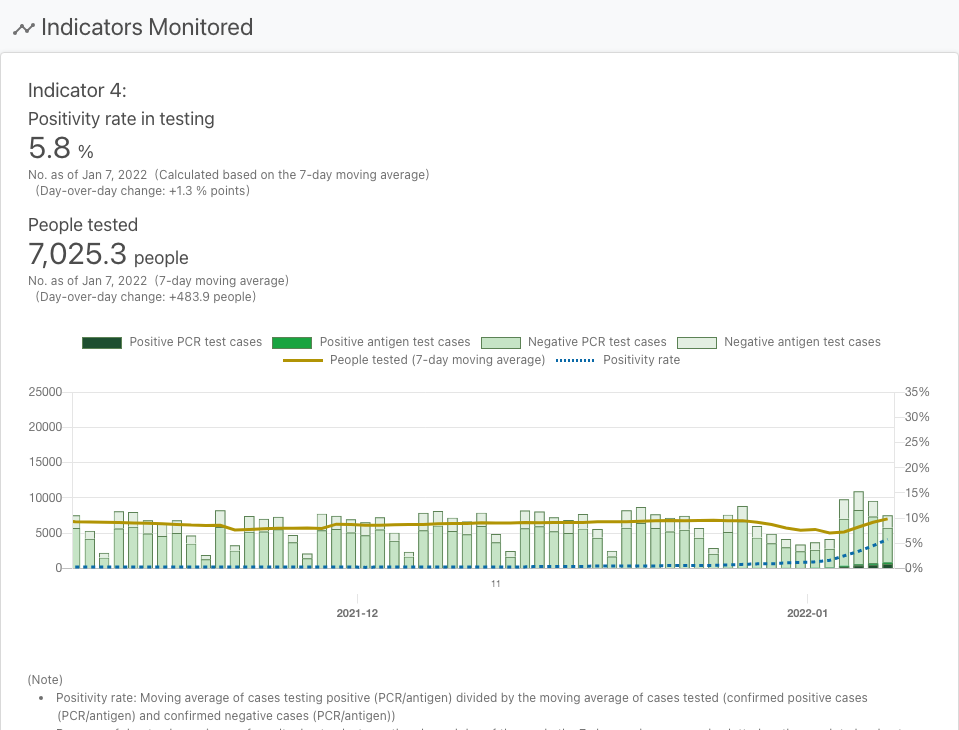 Indicators Monitored
Indicator 4:
Positivity rate in testing
5.8 %
No. as of Jan 7, 2022 (Calculated based on the 7-day moving average)
(Day-over-day change: +1.3 % points)
People tested
7,025.3 people
No. as of Jan 7, 2022 (7-day moving average)
(Day-over-day change: +483.9 people)
Positive PCR test cases Positive antigen test cases Negative PCR test cases Negative antigen test cases
People tested (7-day moving average) Positivity rate
25000 35%
30%
20000
25%
15000
20%
10000 15%
10%
5000
5%
0 0%
11
2021-12 2022-01
(Note)
• Positivity rate: Moving average of cases testing positive (PCR/antigen) divided by the moving average of cases tested (confirmed positive cases
(PCR/antigen) and confirmed negative cases (PCR/antigen))